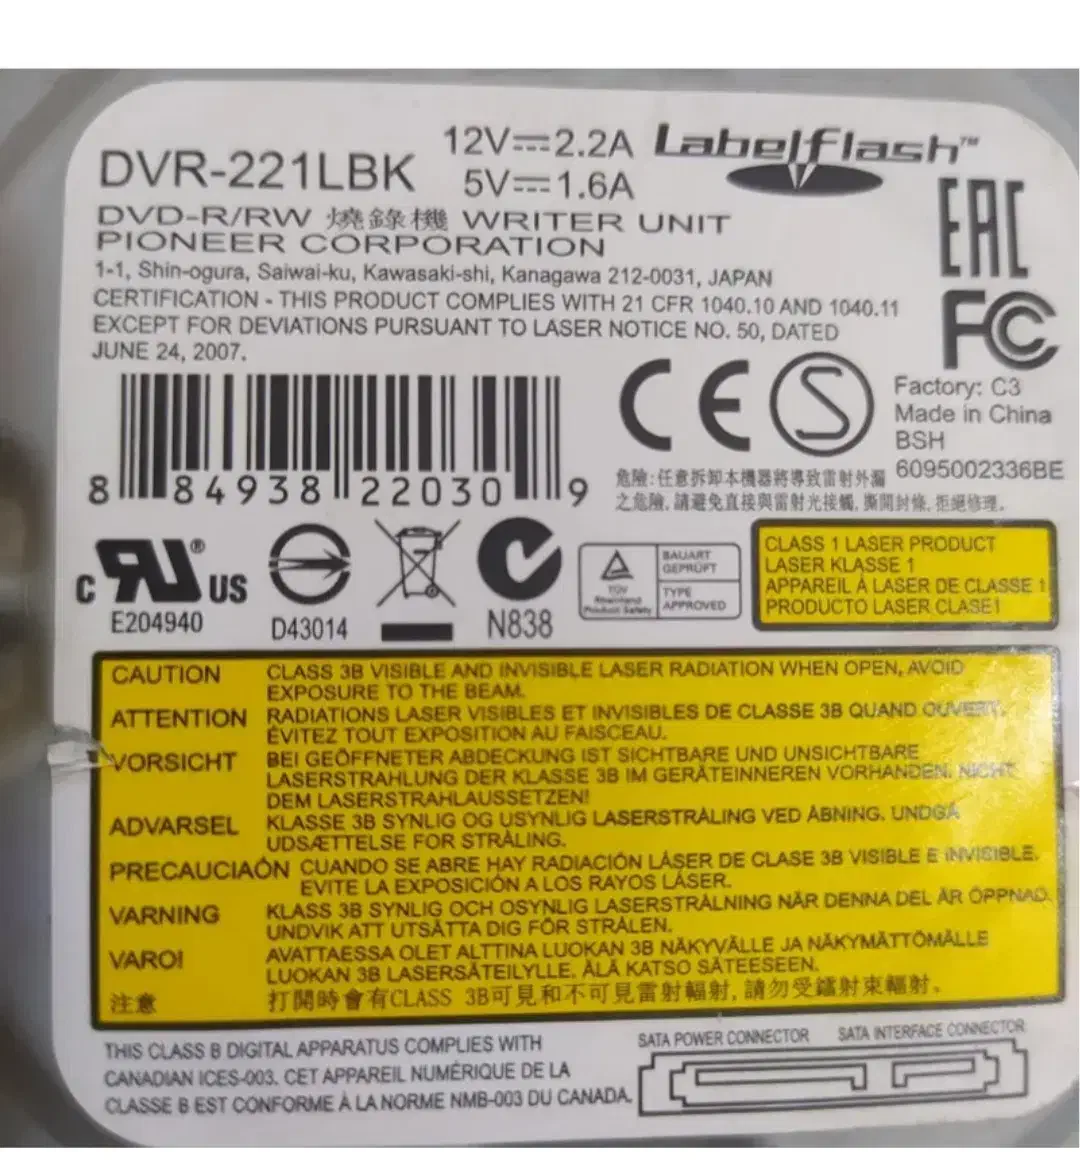 DVR-221LBK
12V⎓2.2A
5V⎓1.6A
Labelflash™
DVD-R/RW 燒錄機 WRITER UNIT
PIONEER CORPORATION
1-1, Shin-ogura, Saiwai-ku, Kawasaki-shi, Kanagawa 212-0031, JAPAN
CERTIFICATION - THIS PRODUCT COMPLIES WITH 21 CFR 1040.10 AND 1040.11
EXCEPT FOR DEVIATIONS PURSUANT TO LASER NOTICE NO. 50, DATED
JUNE 24, 2007.
EAC
FC
CE
S
Factory: C3
Made in China
BSH
6095002336BE
8 84938 22030 9
危險:任意拆卸本機器將導致雷射外漏
之危險,請避免直接與雷射光接觸,撕開封條,拒絕修理。
C RU® US
E204940
D43014
N838
TÜV
Rheinland
Product Safety
BAUART
GEPRÜFT
TYPE
APPROVED
CLASS 1 LASER PRODUCT
LASER KLASSE 1
APPAREIL À LASER DE CLASSE 1
PRODUCTO LASER CLASE1
CAUTION CLASS 3B VISIBLE AND INVISIBLE LASER RADIATION WHEN OPEN, AVOID
EXPOSURE TO THE BEAM.
ATTENTION RADIATIONS LASER VISIBLES ET INVISIBLES DE CLASSE 3B QUAND OUVERT.
ÉVITEZ TOUT EXPOSITION AU FAISCEAU.
VORSICHT BEI GEÖFFNETER ABDECKUNG IST SICHTBARE UND UNSICHTBARE
LASERSTRAHLUNG DER KLASSE 3B IM GERÄTEINNEREN VORHANDEN. NICHT
DEM LASERSTRAHLAUSSETZEN!
ADVARSEL KLASSE 3B SYNLIG OG USYNLIG LASERSTRÅLING VED ÅBNING. UNDGÅ
UDSÆTTELSE FOR STRÅLING.
PRECAUCIAÓN CUANDO SE ABRE HAY RADIACIÓN LÁSER DE CLASE 3B VISIBLE E INVISIBLE.
EVITE LA EXPOSICIÓN A LOS RAYOS LÁSER.
VARNING KLASS 3B SYNLIG OCH OSYNLIG LASERSTRÅLNING NÄR DENNA DEL ÄR ÖPPNAD.
UNDVIK ATT UTSÄTTA DIG FÖR STRÅLEN.
VARO! AVATTAESSA OLET ALTTINA LUOKAN 3B NÄKYVÄLLE JA NÄKYMÄTTÖMÄLLE
LUOKAN 3B LASERSÄTEILYLLE. ÄLÄ KATSO SÄTEESEEN.
注意 打開時會有CLASS 3B可見和不可見雷射輻射,請勿受鐳射束輻射。
THIS CLASS B DIGITAL APPARATUS COMPLIES WITH
CANADIAN ICES-003. CET APPAREIL NUMÉRIQUE DE LA
CLASSE B EST CONFORME À LA NORME NMB-003 DU CANADA.
SATA POWER CONNECTOR
SATA INTERFACE CONNECTOR